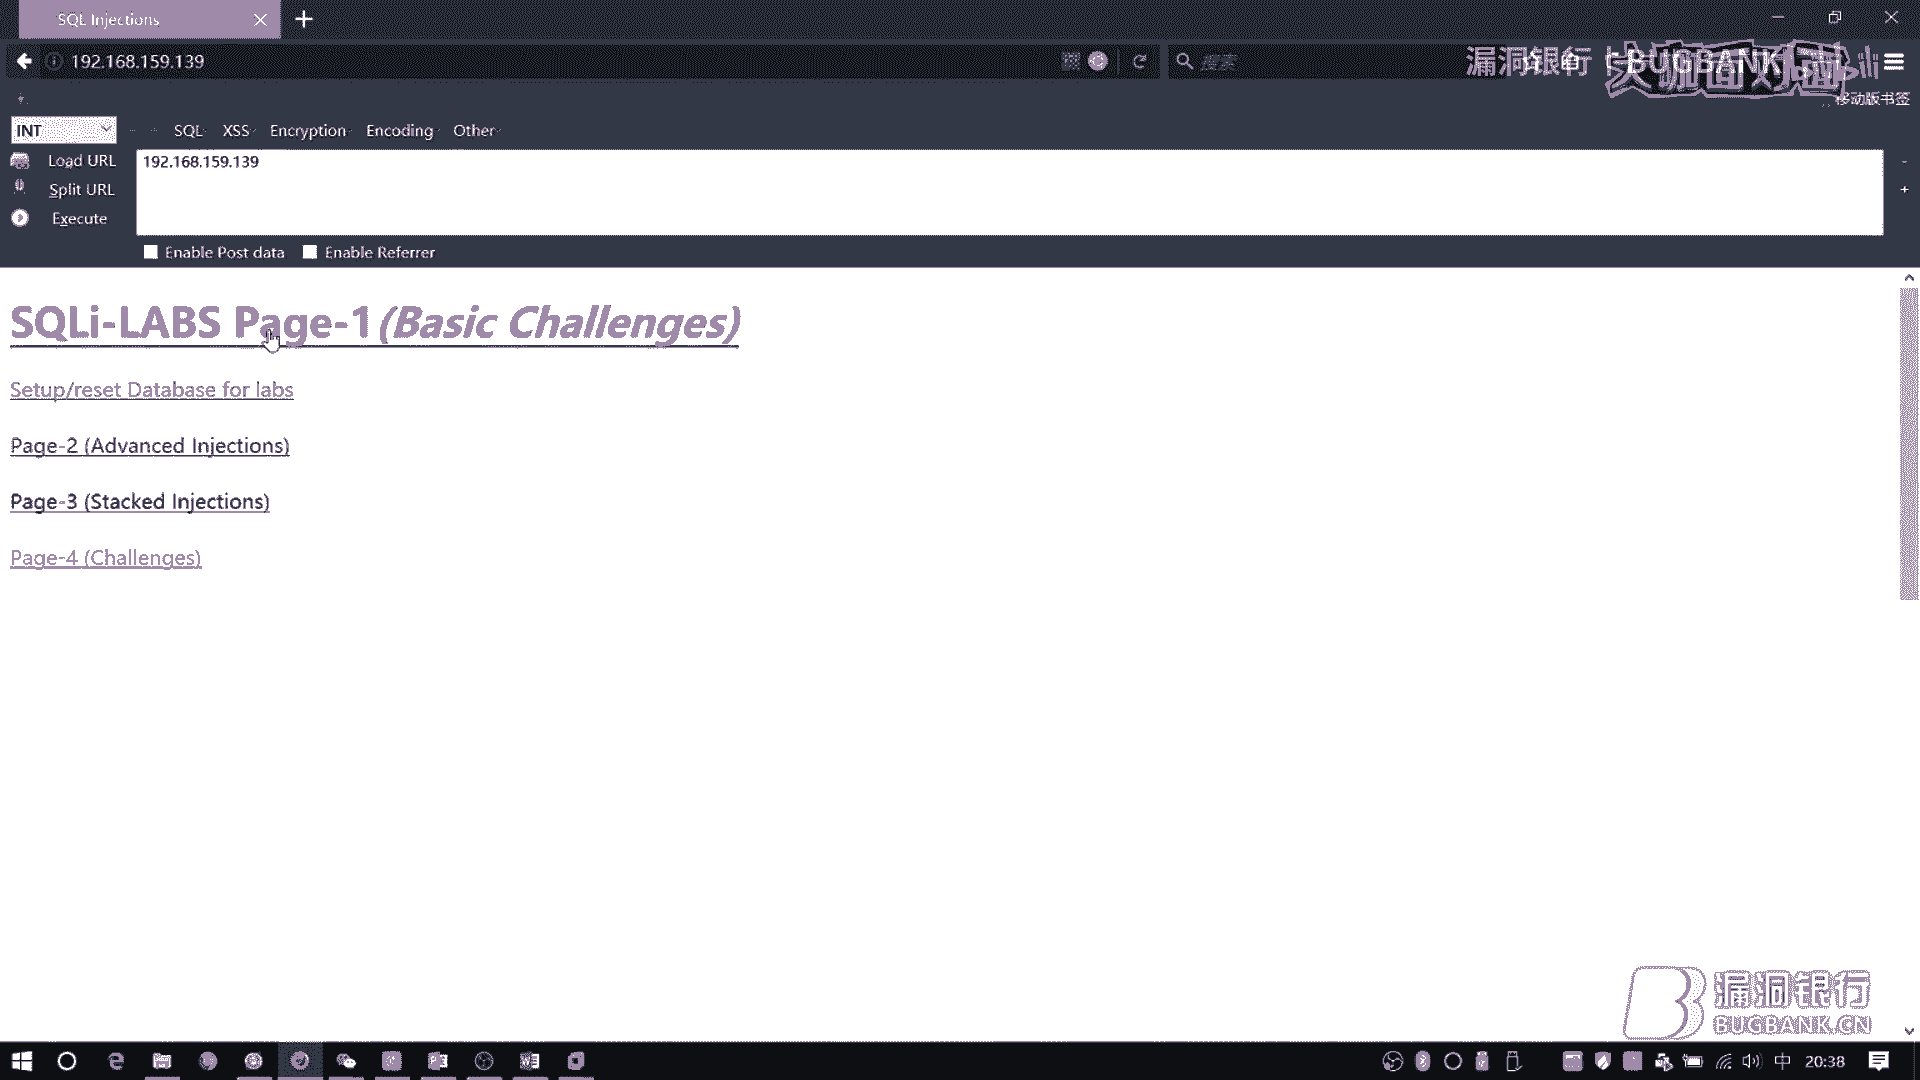 SQL Injections
192.168.159.139
搜索
漏洞银行
BUGBANK
移动版书签
INT
SQL XSS Encryption Encoding Other
Load URL
192.168.159.139
Split URL
Execute
Enable Post data Enable Referrer
SQLi-LABS Page-1 (Basic Challenges)
Setup/reset Database for labs
Page-2 (Advanced Injections)
Page-3 (Stacked Injections)
Page-4 (Challenges)
漏洞银行
BUGBANK.CN
中 20:38